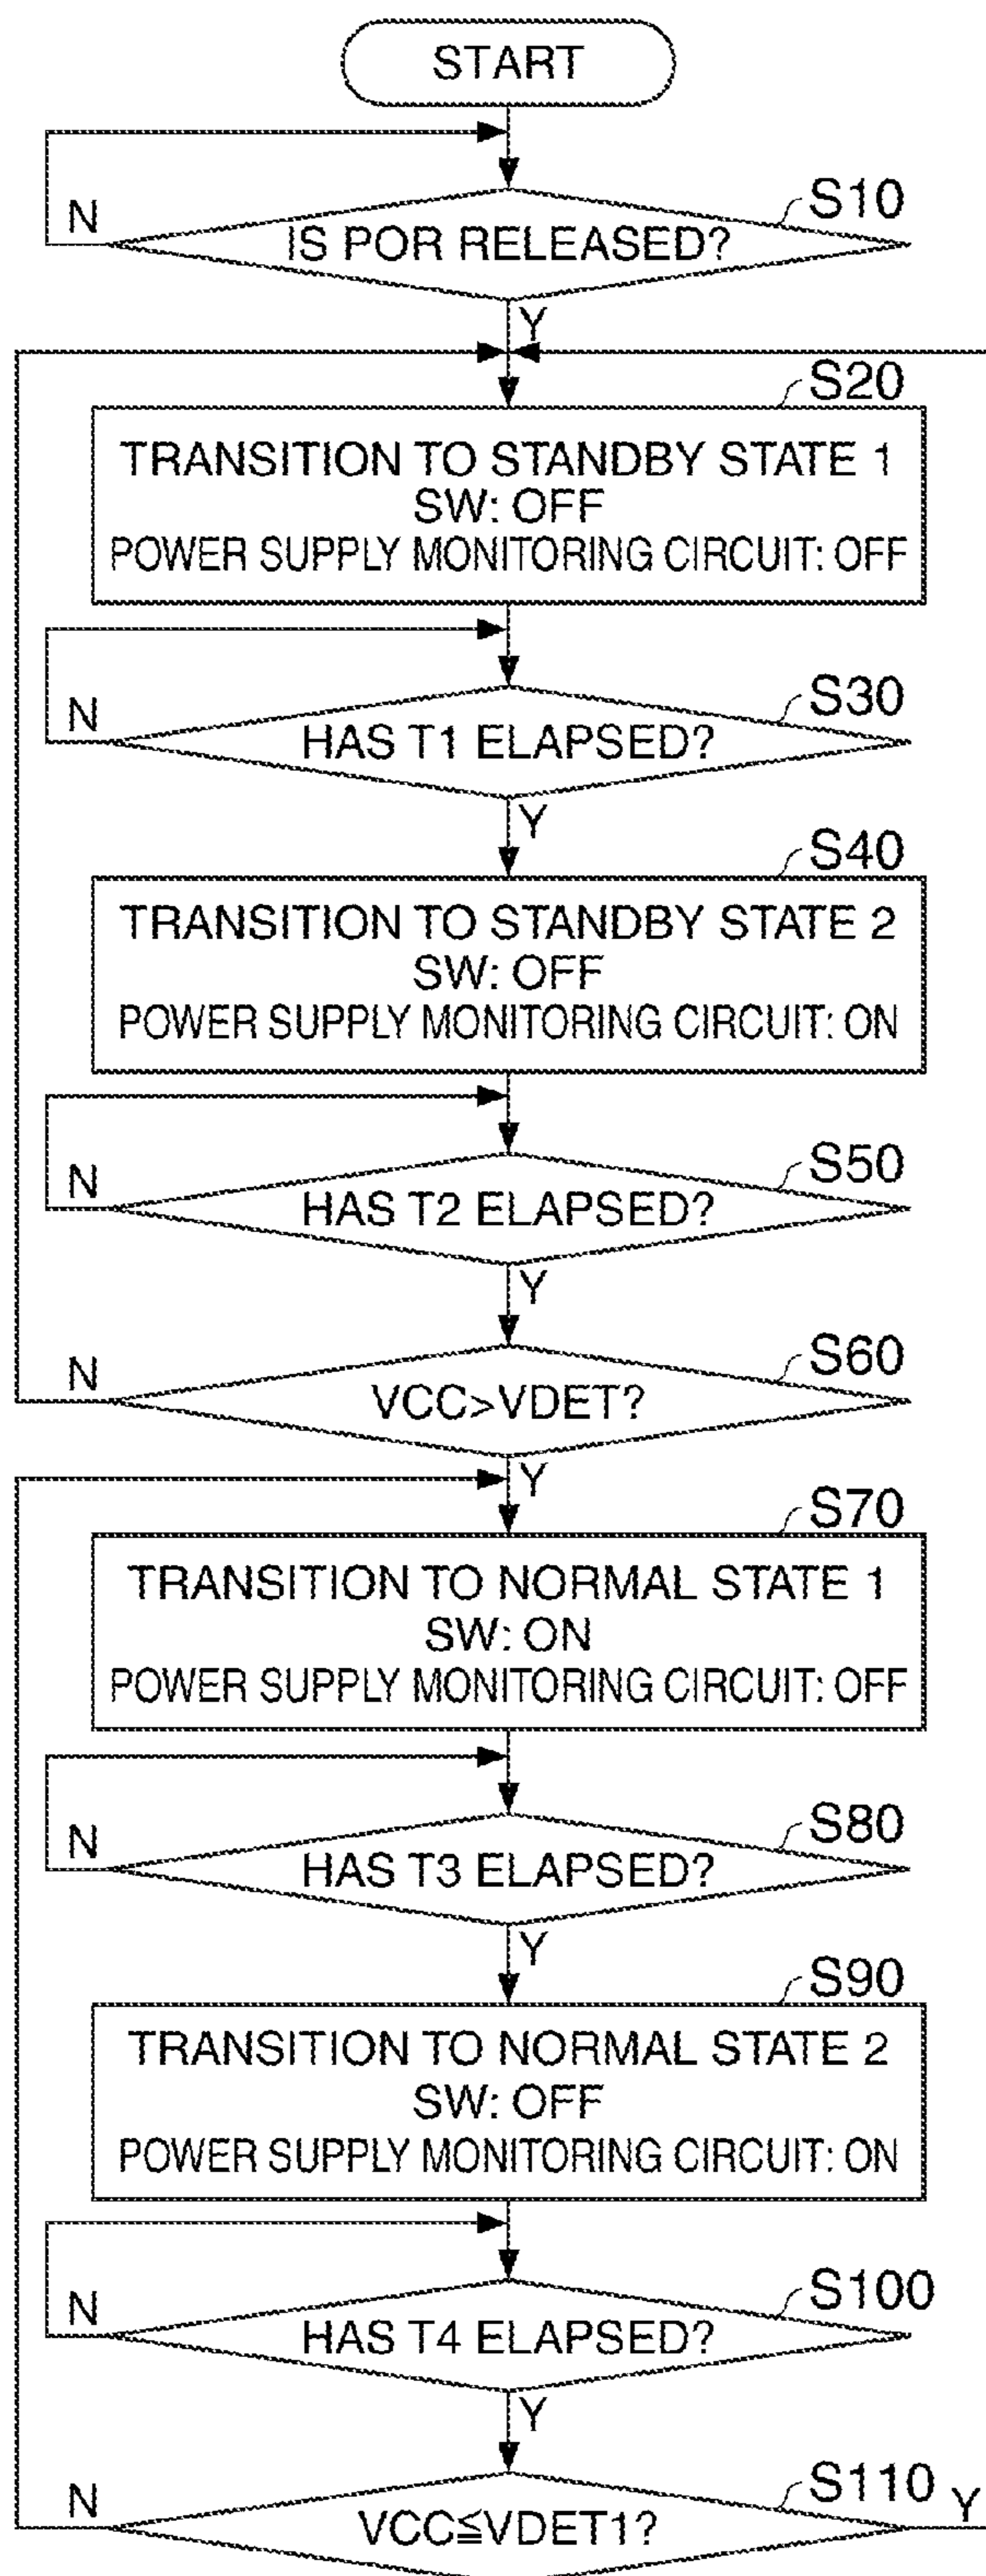 START
S10
N
IS POR RELEASED?
Y
S20
TRANSITION TO STANDBY STATE 1
SW: OFF
POWER SUPPLY MONITORING CIRCUIT: OFF
S30
N
HAS T1 ELAPSED?
Y
S40
TRANSITION TO STANDBY STATE 2
SW: OFF
POWER SUPPLY MONITORING CIRCUIT: ON
S50
N
HAS T2 ELAPSED?
Y
S60
N
VCC>VDET?
Y
S70
TRANSITION TO NORMAL STATE 1
SW: ON
POWER SUPPLY MONITORING CIRCUIT: OFF
S80
N
HAS T3 ELAPSED?
Y
S90
TRANSITION TO NORMAL STATE 2
SW: OFF
POWER SUPPLY MONITORING CIRCUIT: ON
S100
N
HAS T4 ELAPSED?
Y
S110
N
Y
VCC≦VDET1?